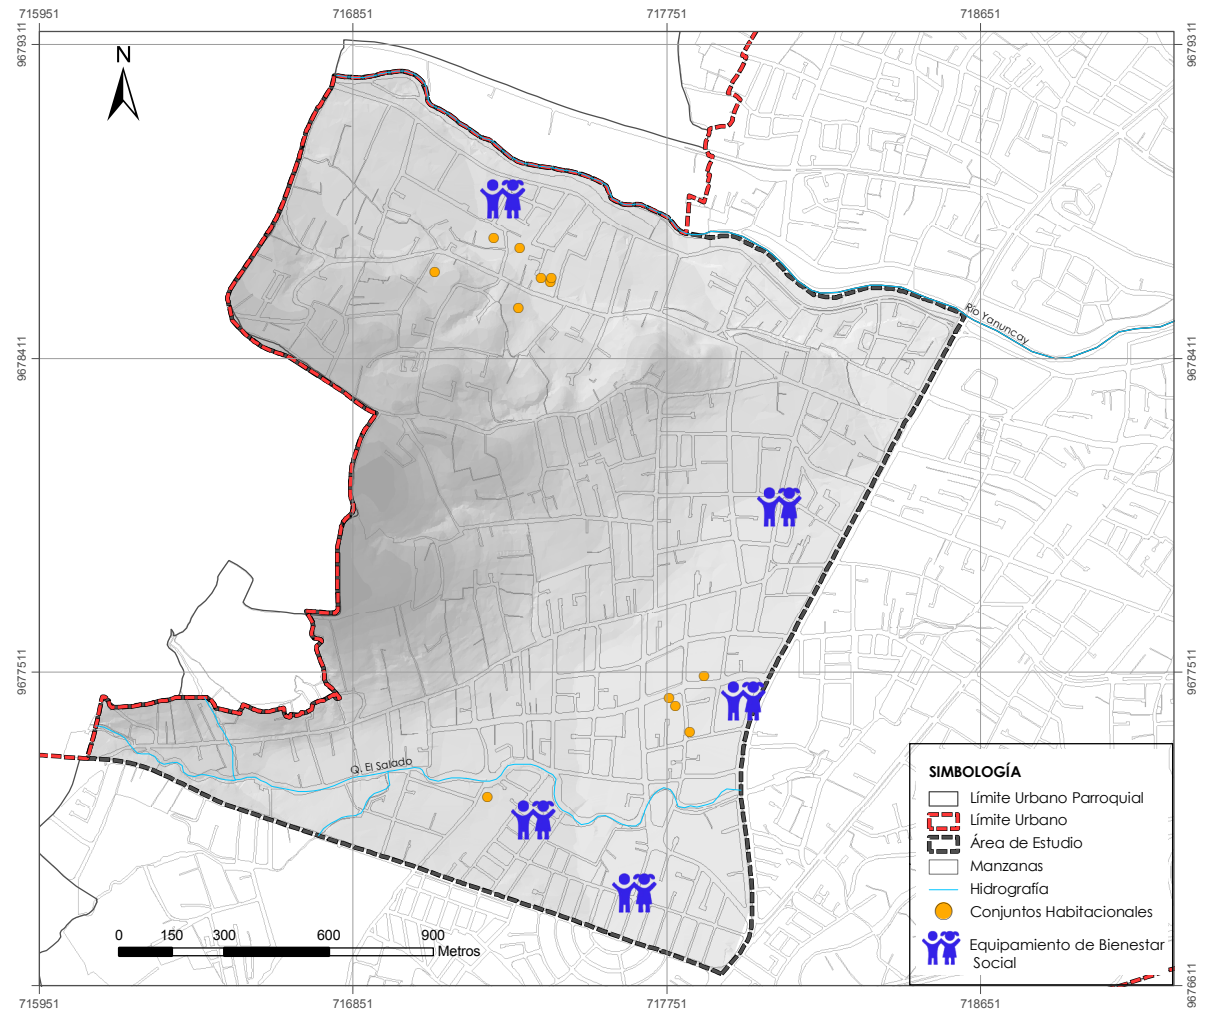 715951
716851
717751
718651
9679311
9679311
N
Río Yanuncay
9678411
9678411
9677511
9677511
Q. El Salado
SIMBOLOGÍA
Límite Urbano Parroquial
Límite Urbano
Área de Estudio
Manzanas
Hidrografía
Conjuntos Habitacionales
Equipamiento de Bienestar
Social
0 150 300 600 900
Metros
9676611
715951
716851
717751
718651